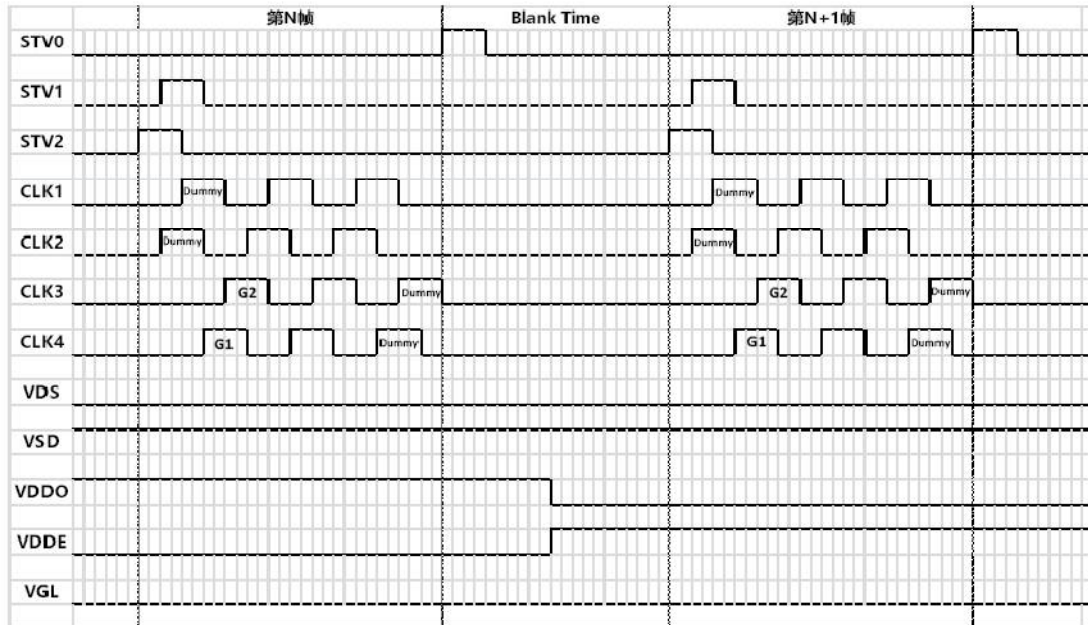 第N帧 Blank Time 第N+1帧
STV0
STV1
STV2
CLK1 Dummy Dummy
CLK2 Dummy Dummy
CLK3 G2 Dummy G2 Dummy
CLK4 G1 Dummy G1 Dummy
VDS
VSD
VDDO
VDDE
VGL